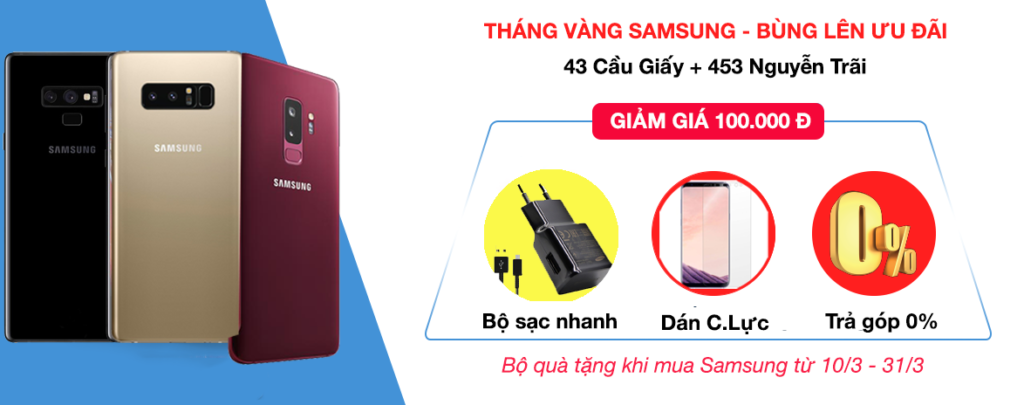 THÁNG VÀNG SAMSUNG - BÙNG LÊN ƯU ĐÃI
43 Cầu Giấy + 453 Nguyễn Trãi
GIẢM GIÁ 100.000 Đ
SAMSUNG
SAMSUNG
SAMSUNG
0%
Bộ sạc nhanh
Dán C.Lực
Trả góp 0%
Bộ quà tặng khi mua Samsung từ 10/3 - 31/3